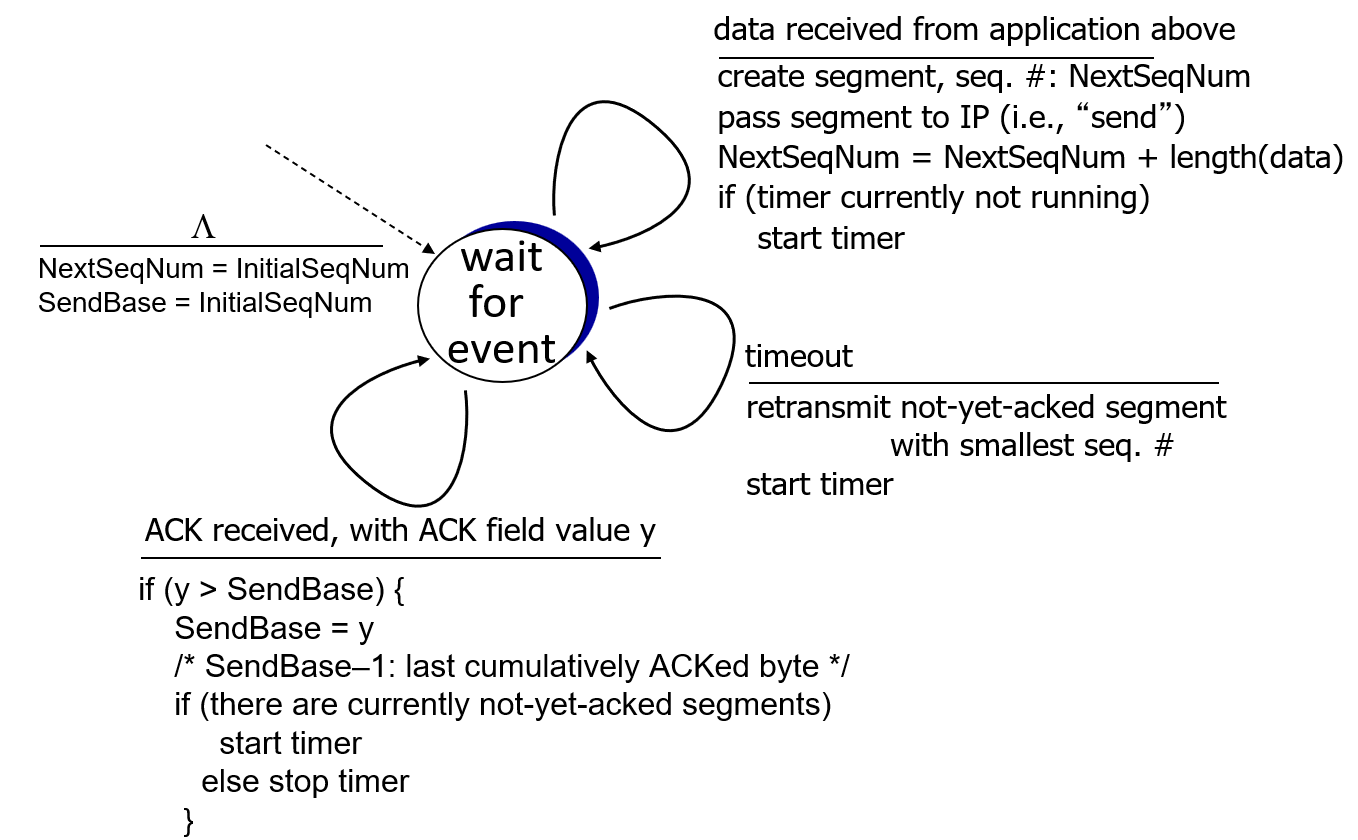 data received from application above
create segment, seq. #: NextSeqNum
pass segment to IP (i.e., “send”)
NextSeqNum = NextSeqNum + length(data)
if (timer currently not running)
start timer
Λ
NextSeqNum = InitialSeqNum
SendBase = InitialSeqNum
wait
for
event
timeout
retransmit not-yet-acked segment
with smallest seq. #
start timer
ACK received, with ACK field value y
if (y > SendBase) {
SendBase = y
/* SendBase–1: last cumulatively ACKed byte */
if (there are currently not-yet-acked segments)
start timer
else stop timer
}